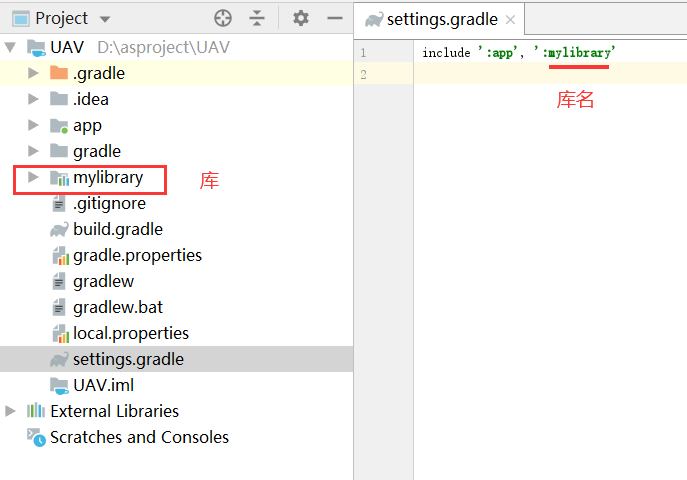 Project
settings.gradle
UAV D:\asproject\UAV
1 include ':app', ':mylibrary'
.gradle
2
.idea
库名
app
gradle
mylibrary
库
.gitignore
build.gradle
gradle.properties
gradlew
gradlew.bat
local.properties
settings.gradle
UAV.iml
External Libraries
Scratches and Consoles